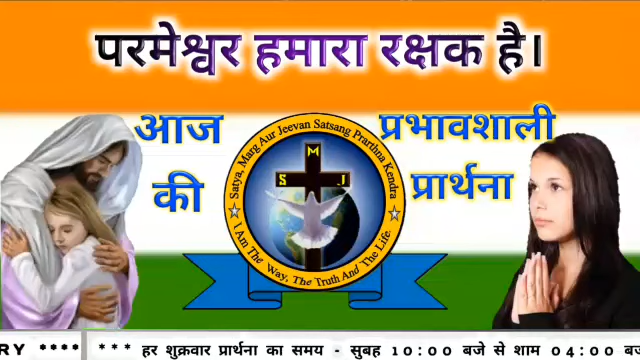 परमेश्वर हमारा रक्षक है।
आज
की
प्रभावशाली
प्रार्थना
Satya, Marg Aur Jeevan Satsang Prarthna Kendra
M
S J
I Am The Way, The Truth And The Life.
RY **** *** हर शुक्रवार प्रार्थना का समय - सुबह 10:00 बजे से शाम 04:00